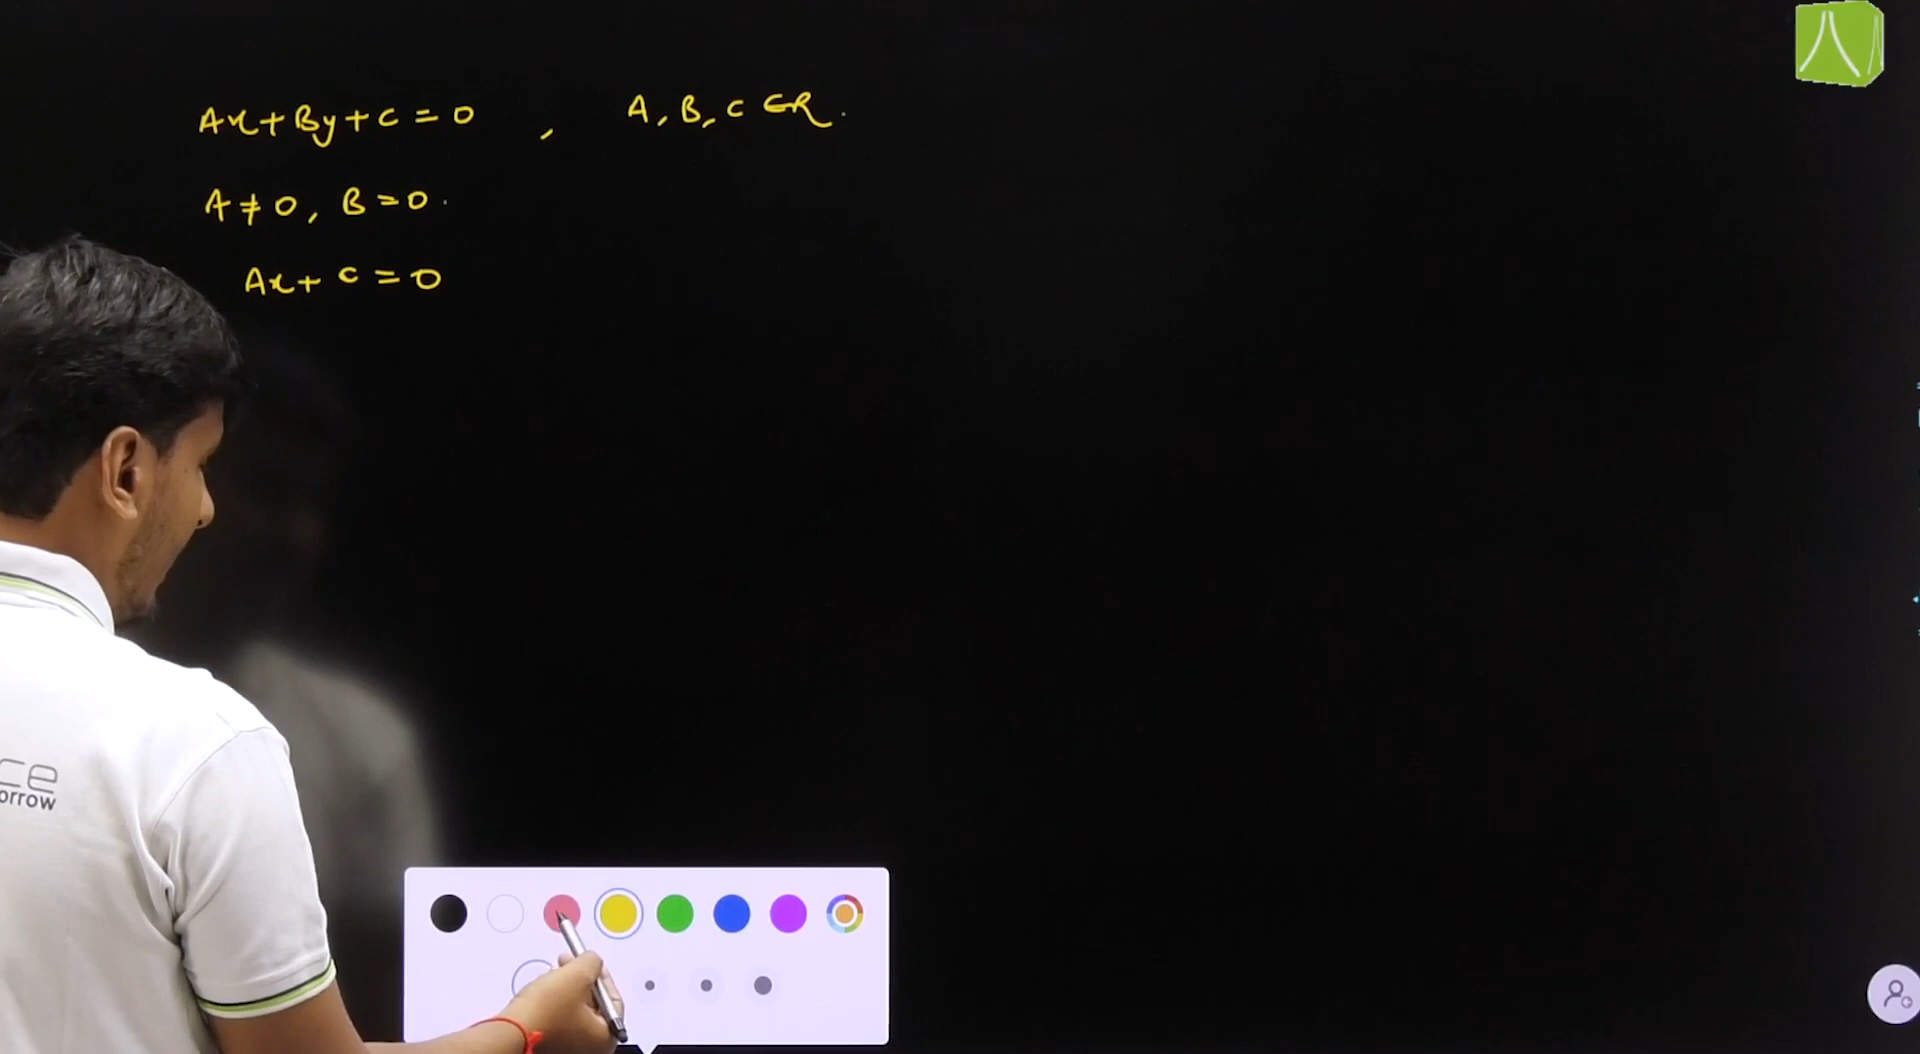 Ax+By+C=0 , A, B, C ∈R.
A≠0, B=0.
Ax+C=0
ce
orrow